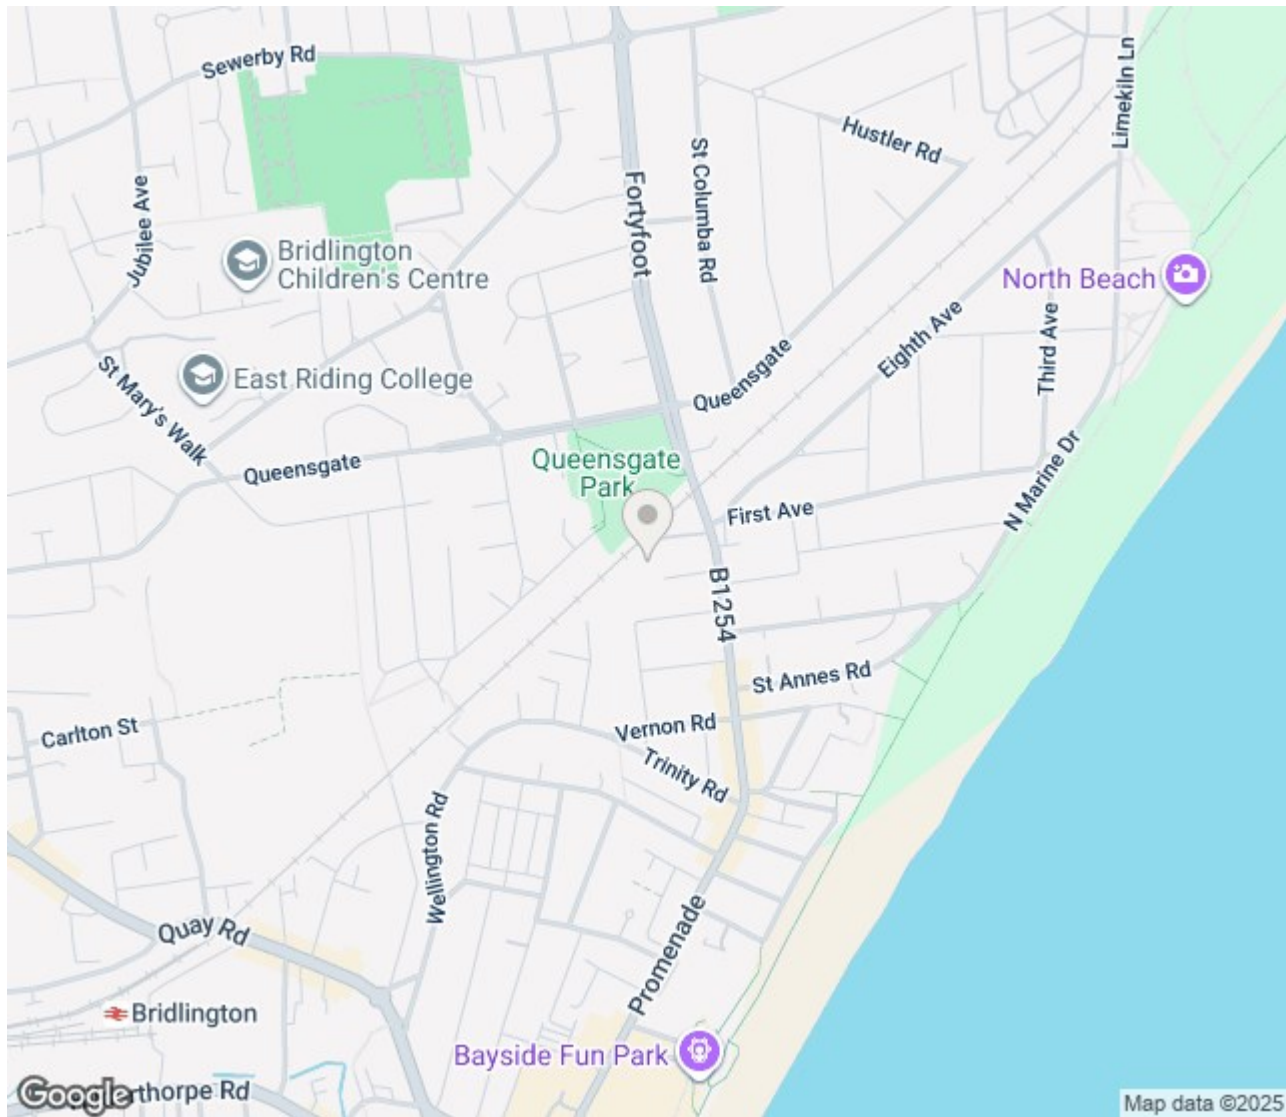 Sewerby Rd
Limekiln Ln
Hustler Rd
St Columba Rd
Fortyfoot
Jubilee Ave
Bridlington
Children's Centre
North Beach
Eighth Ave
Third Ave
East Riding College
St Mary's Walk
Queensgate
Queensgate
Queensgate
Park
First Ave
N Marine Dr
B1254
St Annes Rd
Vernon Rd
Carlton St
Trinity Rd
Wellington Rd
Quay Rd
Promenade
Bridlington
Bayside Fun Park
Google
Rd
Map data ©2025